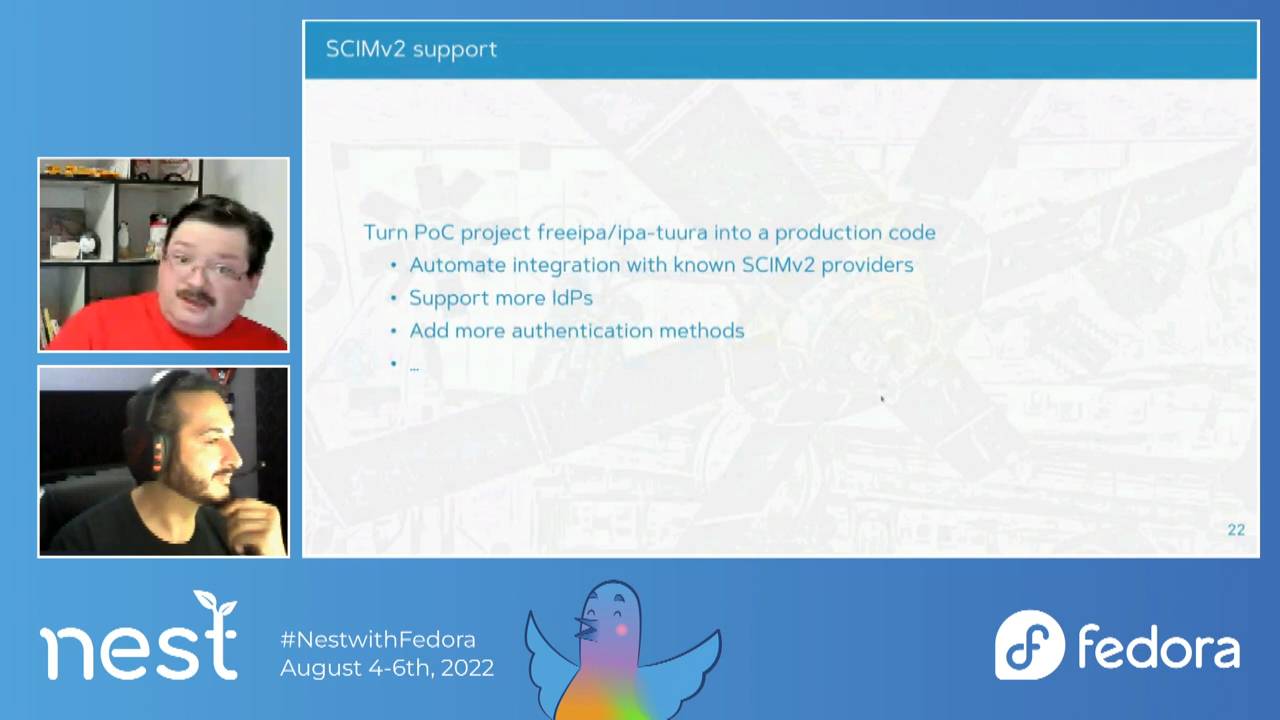 SCIMv2 support
Turn PoC project freeipa/ipa-tuura into a production code
• Automate integration with known SCIMv2 providers
• Support more IdPs
• Add more authentication methods
• ...
22
nest
#NestwithFedora
August 4-6th, 2022
fedora